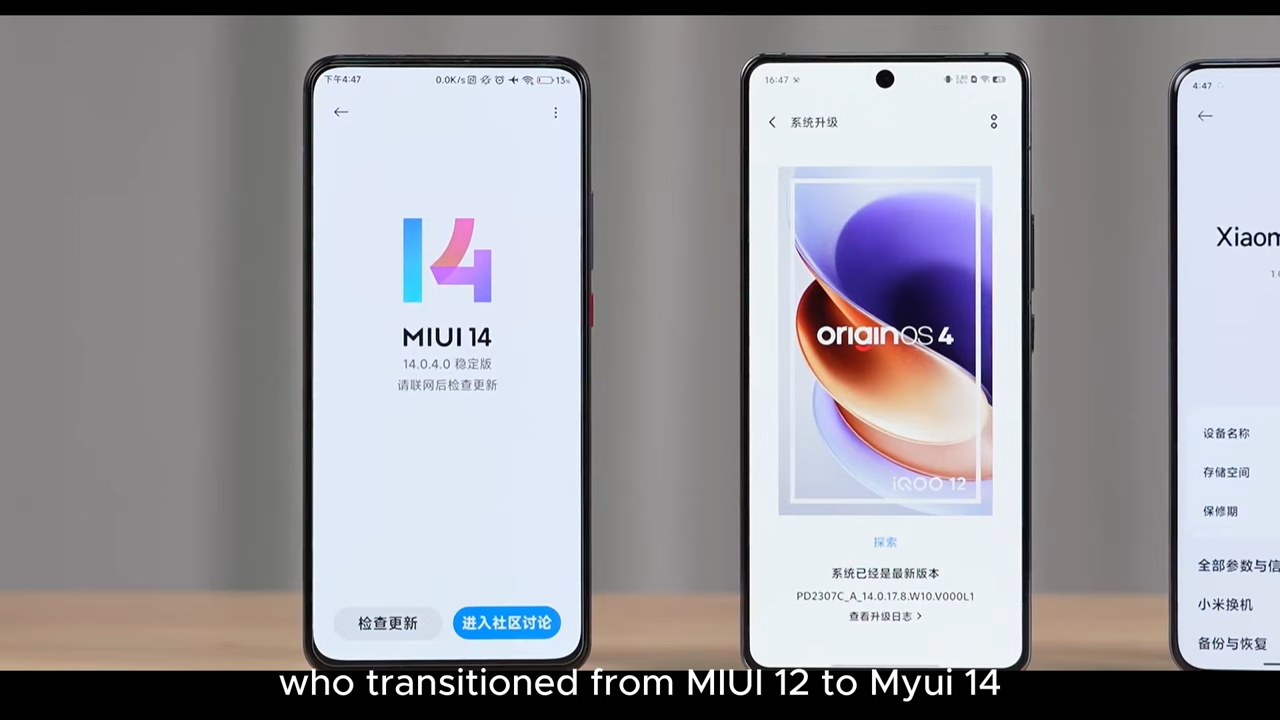 下午4:47
0.0K/s
13%
14
MIUI 14
14.0.4.0 稳定版
请联网后检查更新
检查更新
进入社区讨论
16:47
系统升级
OriginOS 4
iQOO 12
探索
系统已经是最新版本
PD2307C_A_14.0.17.8.W10.V000L1
查看升级日志 >
4:47
Xiaom
设备名称
存储空间
保修期
全部参数与信
小米换机
备份与恢复
who transitioned from MIUI 12 to Myui 14